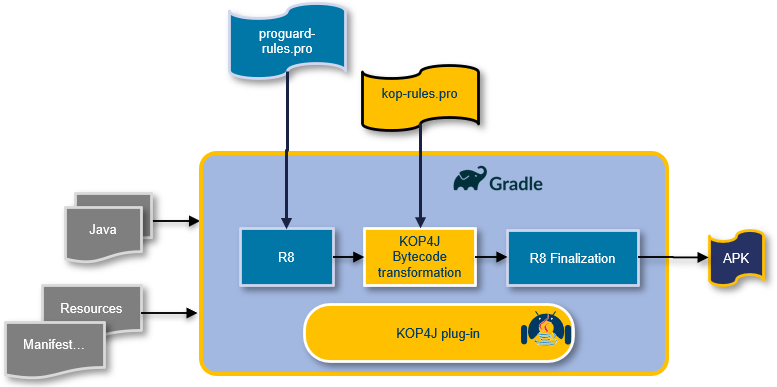 proguard-
rules.pro
kop-rules.pro
Gradle
Java
R8
KOP4J
Bytecode
transformation
R8 Finalization
APK
Resources
Manifest…
KOP4J plug-in